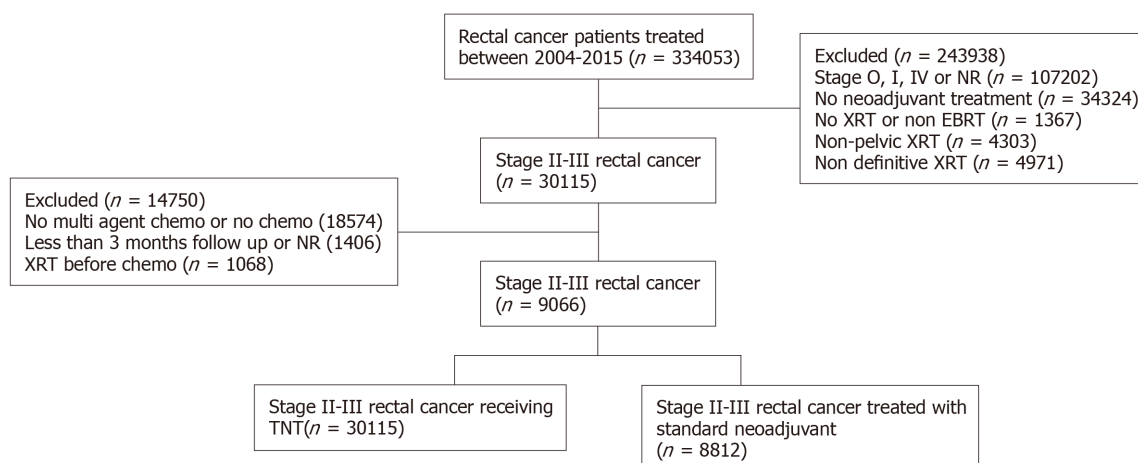 Rectal cancer patients treated
between 2004-2015 (n = 334053)
Excluded (n = 243938)
Stage O, I, IV or NR (n = 107202)
No neoadjuvant treatment (n = 34324)
No XRT or non EBRT (n = 1367)
Non-pelvic XRT (n = 4303)
Non definitive XRT (n = 4971)
Stage II-III rectal cancer
(n = 30115)
Excluded (n = 14750)
No multi agent chemo or no chemo (18574)
Less than 3 months follow up or NR (1406)
XRT before chemo (n = 1068)
Stage II-III rectal cancer
(n = 9066)
Stage II-III rectal cancer receiving
TNT(n = 30115)
Stage II-III rectal cancer treated with
standard neoadjuvant
(n = 8812)